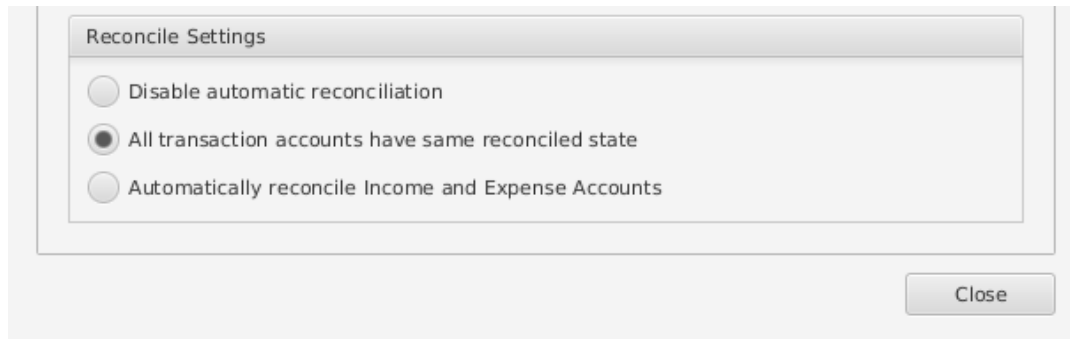 Reconcile Settings
Disable automatic reconciliation
All transaction accounts have same reconciled state
Automatically reconcile Income and Expense Accounts
Close